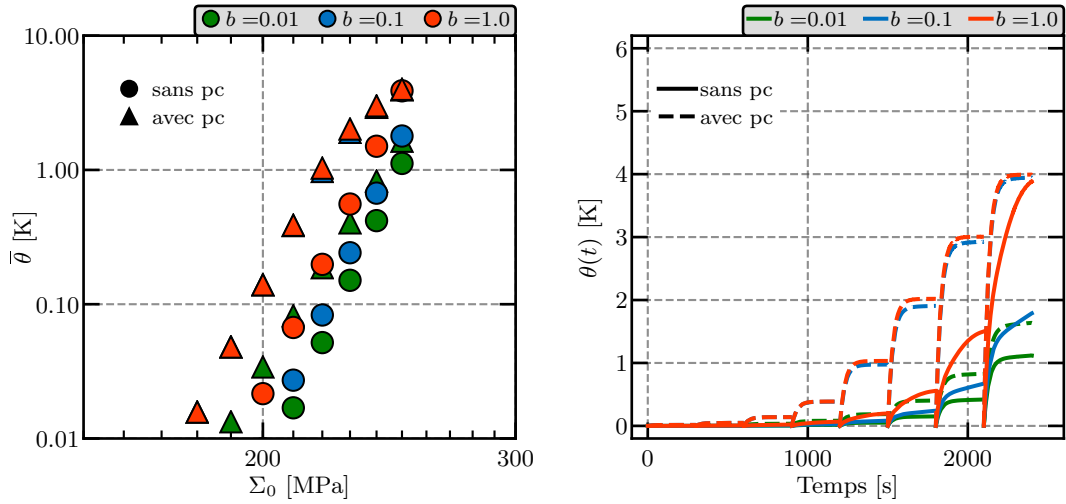 b =0.01 b =0.1 b =1.0
10.00
1.00
0.10
0.01
θ̅ [K]
sans pc
avec pc
200
300
Σ₀ [MPa]
b =0.01 b =0.1 b =1.0
6
5
4
3
2
1
0
θ(t) [K]
sans pc
avec pc
0
1000
2000
Temps [s]